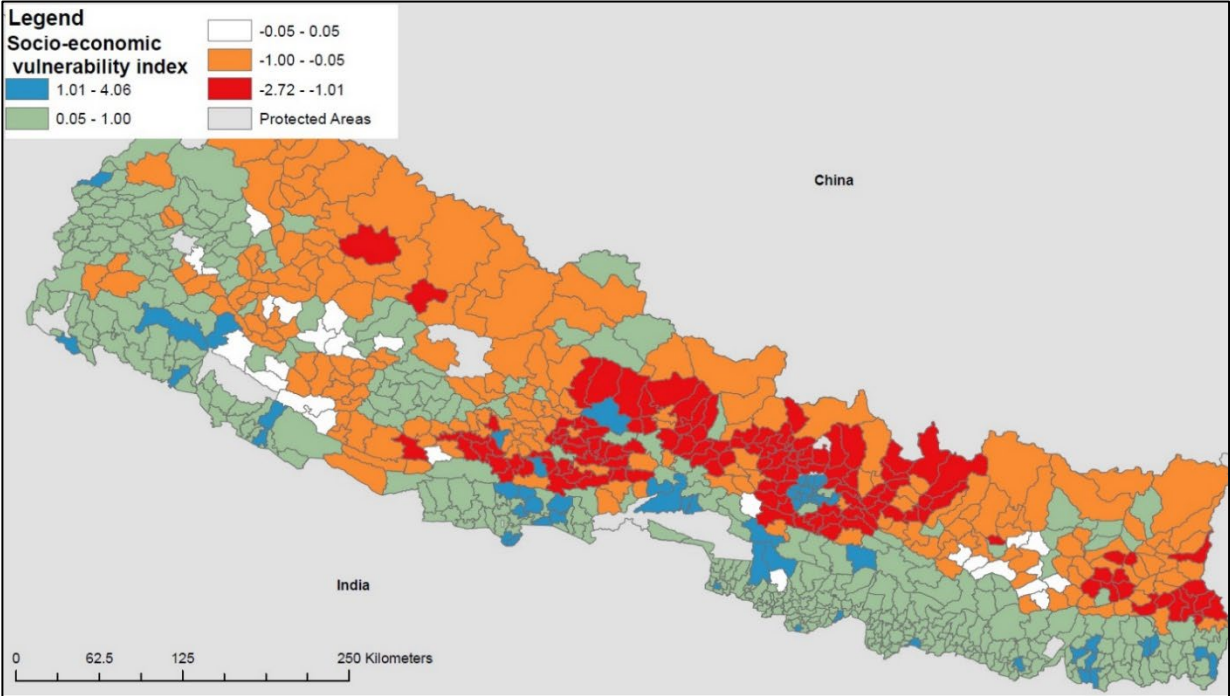 Legend
Socio-economic
vulnerability index
1.01 - 4.06
0.05 - 1.00
-0.05 - 0.05
-1.00 - -0.05
-2.72 - -1.01
Protected Areas
China
India
0 62.5 125 250 Kilometers